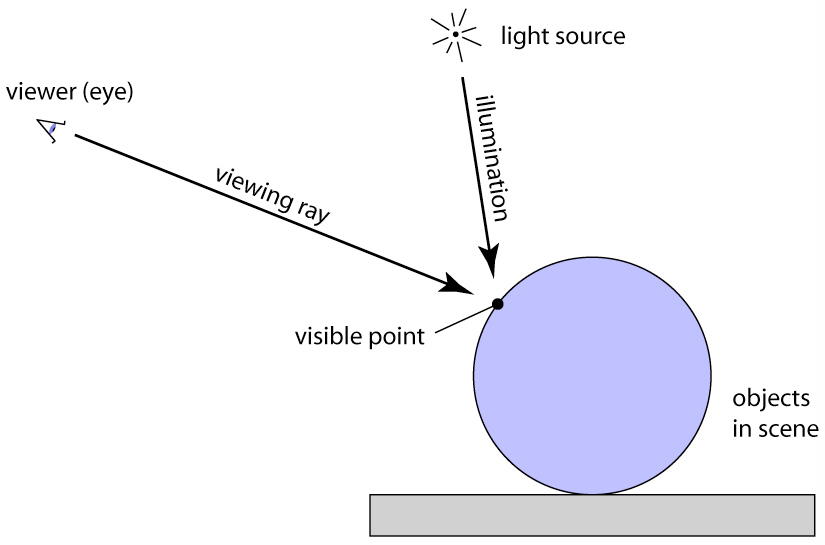 light source
viewer (eye)
illumination
viewing ray
visible point
objects
in scene